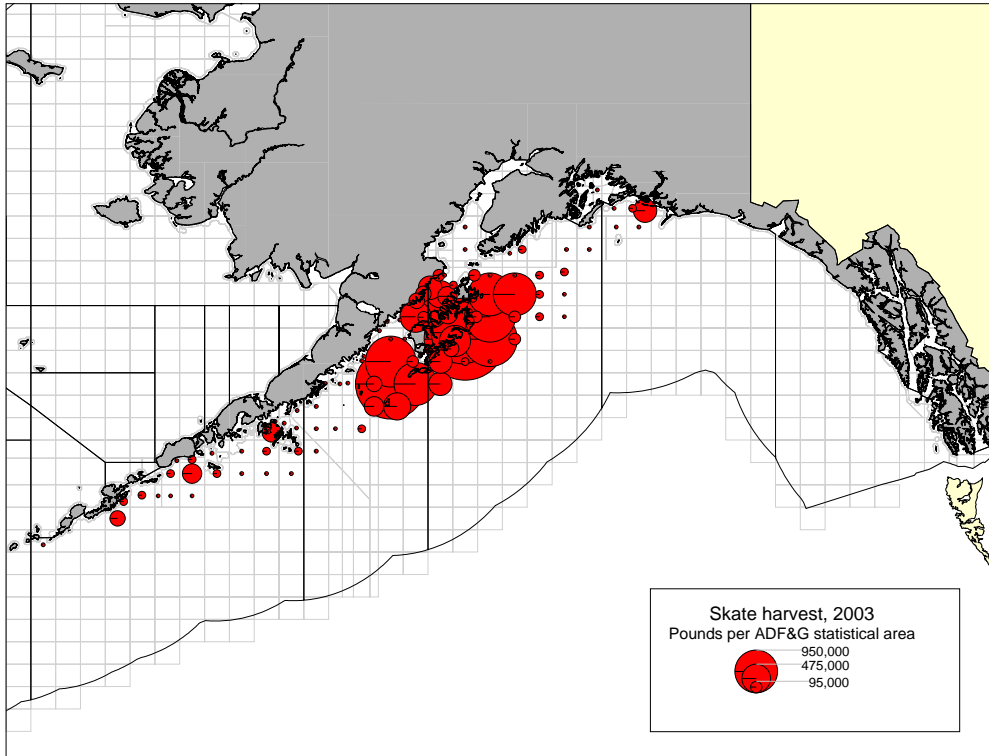 Skate harvest, 2003
Pounds per ADF&G statistical area
950,000
475,000
95,000